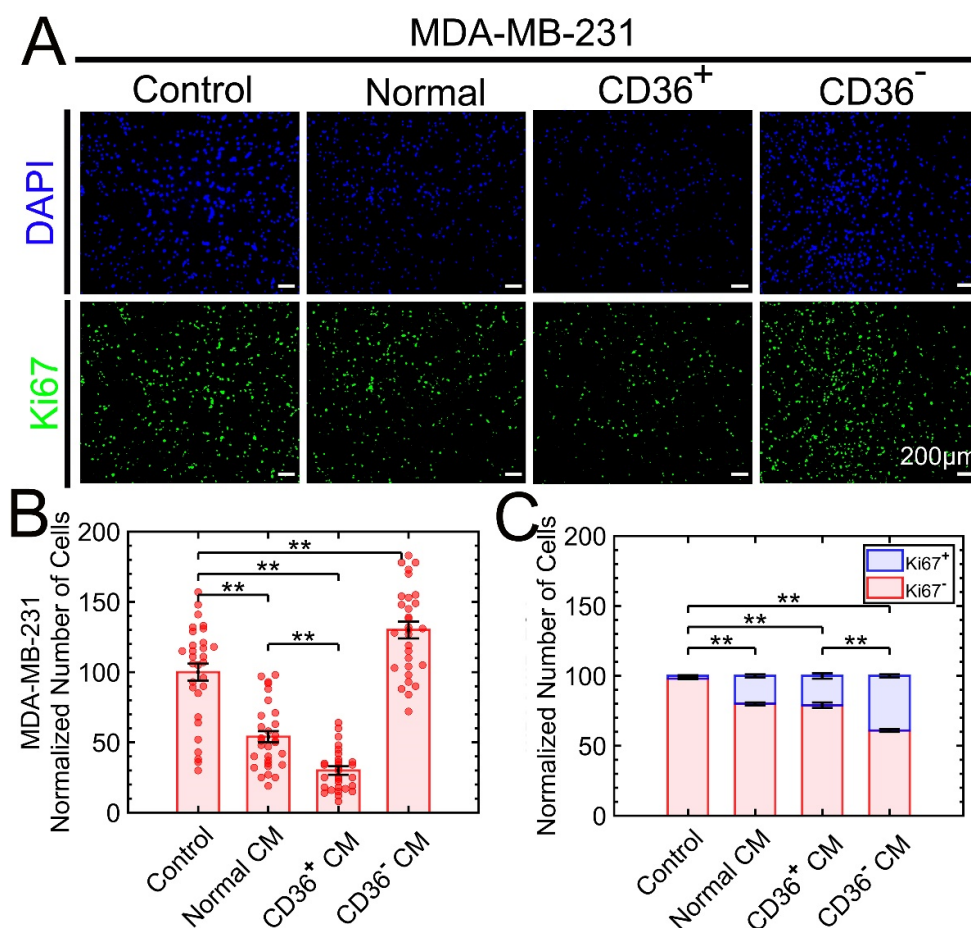 A
MDA-MB-231
Control Normal CD36⁺ CD36⁻
DAPI
Ki67
200µm
B
MDA-MB-231
Normalized Number of Cells
200
150
100
50
0
**
**
**
**
Control
Normal CM
CD36⁺ CM
CD36⁻ CM
C
Normalized Number of Cells
200
150
100
50
0
Ki67⁺
Ki67⁻
**
**
**
**
Control
Normal CM
CD36⁺ CM
CD36⁻ CM